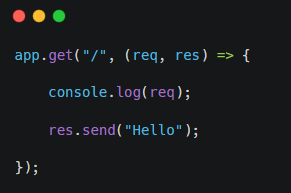 app.get("/", (req, res) => {
console.log(req);
res.send("Hello");
});